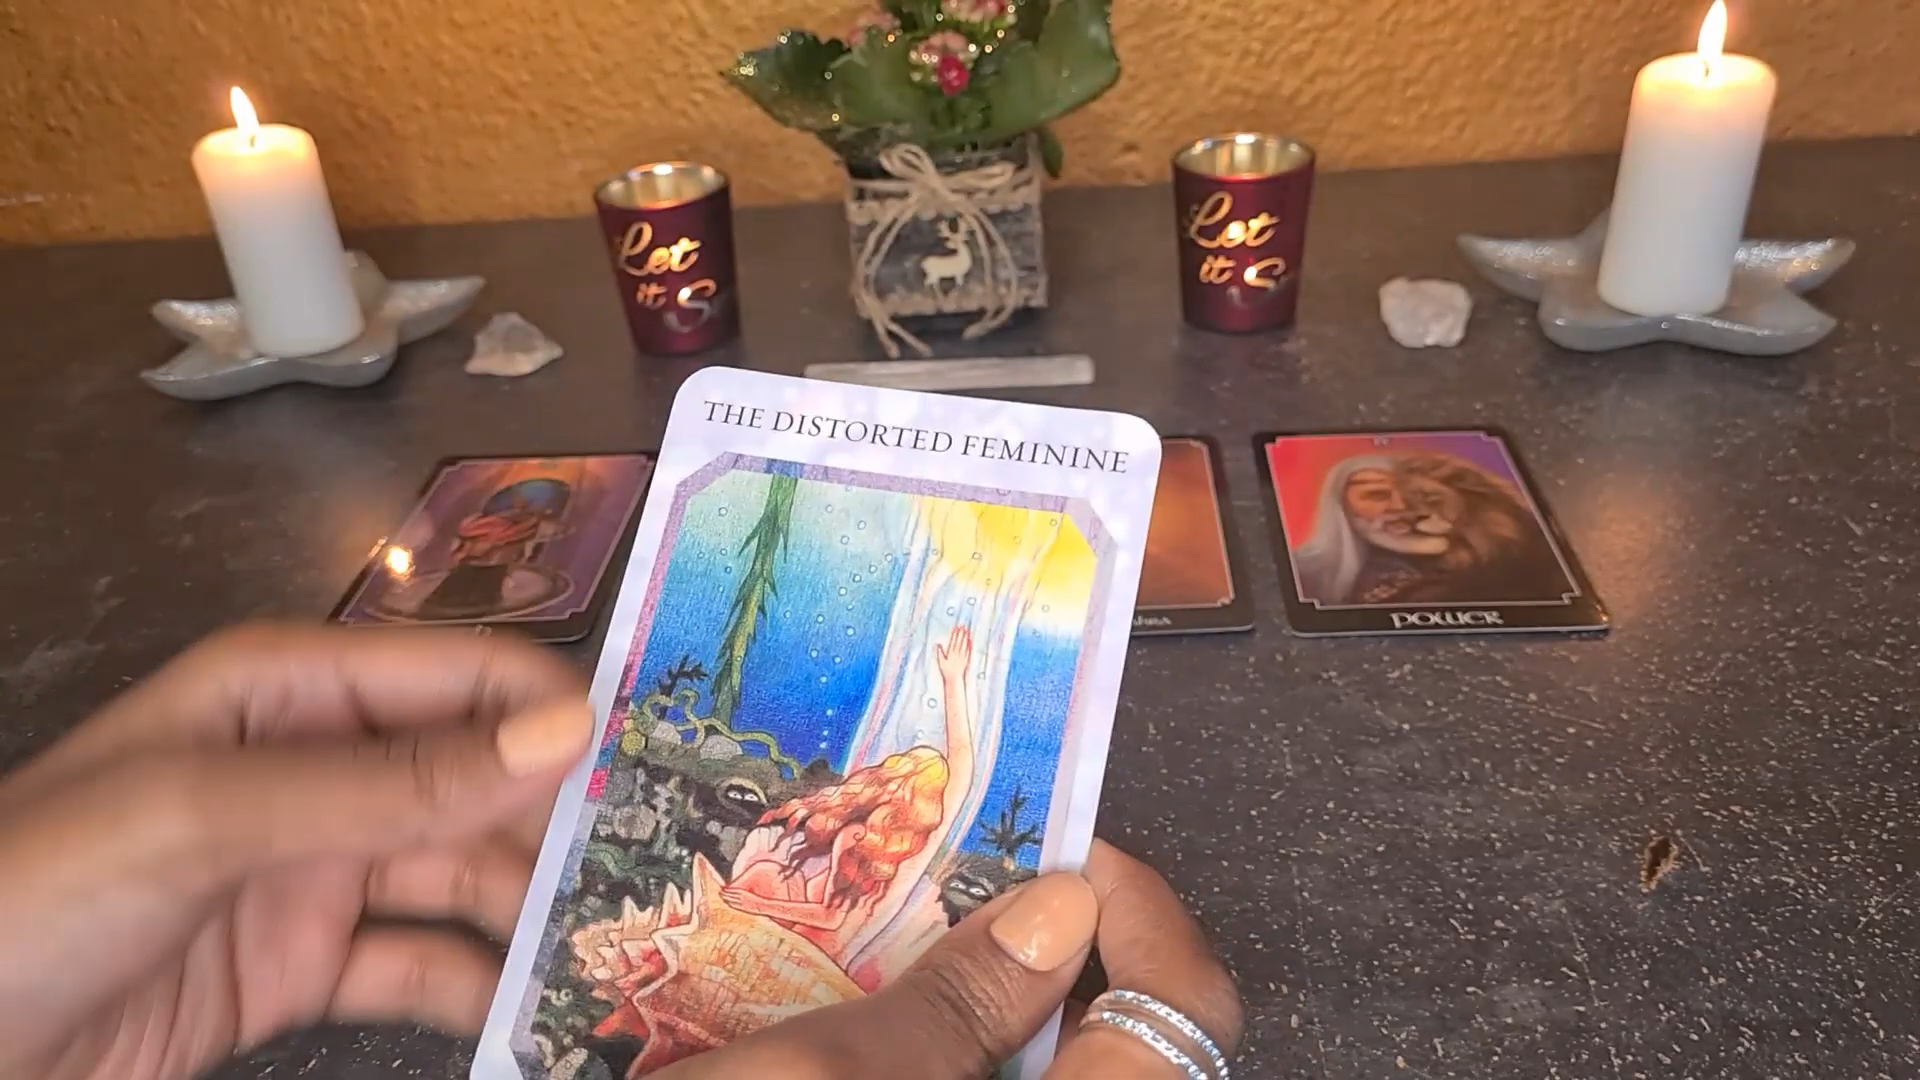 Let
it
Let
it
THE DISTORTED FEMININE
POWER